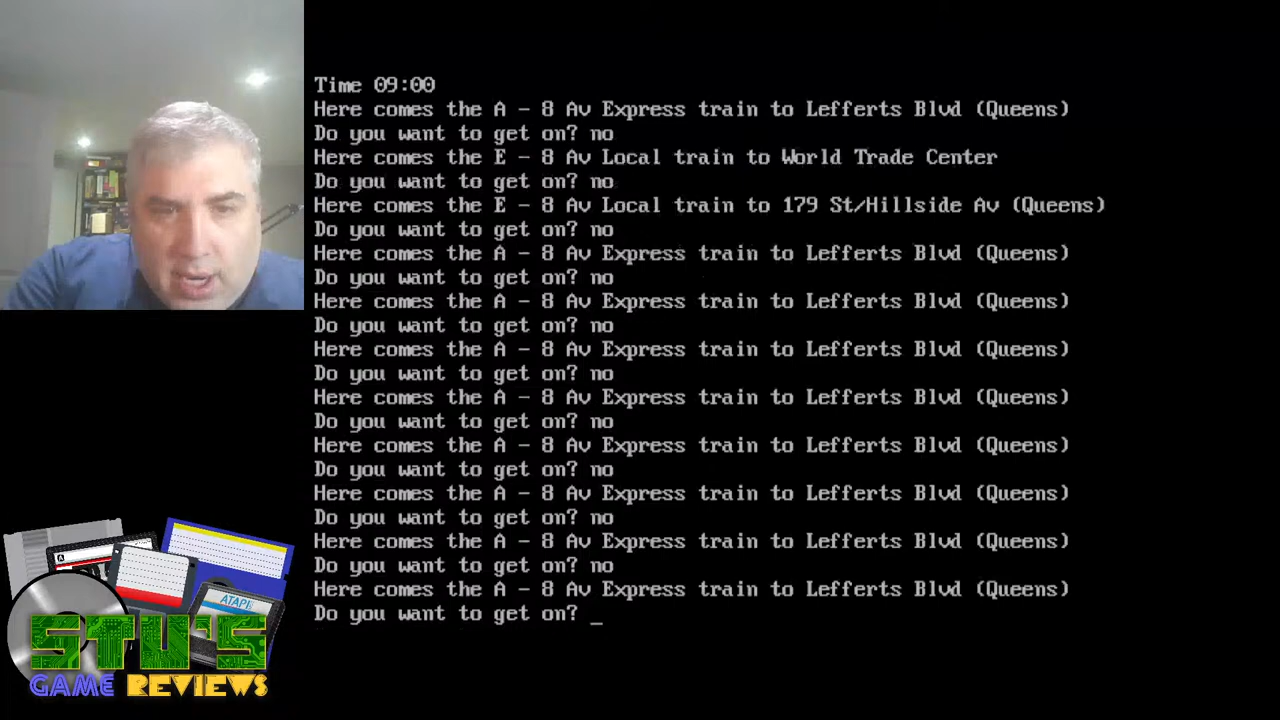 Time 09:00
Here comes the A - 8 Av Express train to Lefferts Blvd (Queens)
Do you want to get on? no
Here comes the E - 8 Av Local train to World Trade Center
Do you want to get on? no
Here comes the E - 8 Av Local train to 179 St/Hillside Av (Queens)
Do you want to get on? no
Here comes the A - 8 Av Express train to Lefferts Blvd (Queens)
Do you want to get on? no
Here comes the A - 8 Av Express train to Lefferts Blvd (Queens)
Do you want to get on? no
Here comes the A - 8 Av Express train to Lefferts Blvd (Queens)
Do you want to get on? no
Here comes the A - 8 Av Express train to Lefferts Blvd (Queens)
Do you want to get on? no
Here comes the A - 8 Av Express train to Lefferts Blvd (Queens)
Do you want to get on? no
Here comes the A - 8 Av Express train to Lefferts Blvd (Queens)
Do you want to get on? no
Here comes the A - 8 Av Express train to Lefferts Blvd (Queens)
Do you want to get on? no
Here comes the A - 8 Av Express train to Lefferts Blvd (Queens)
Do you want to get on? _
A
ATARI
STU'S
GAME REVIEWS